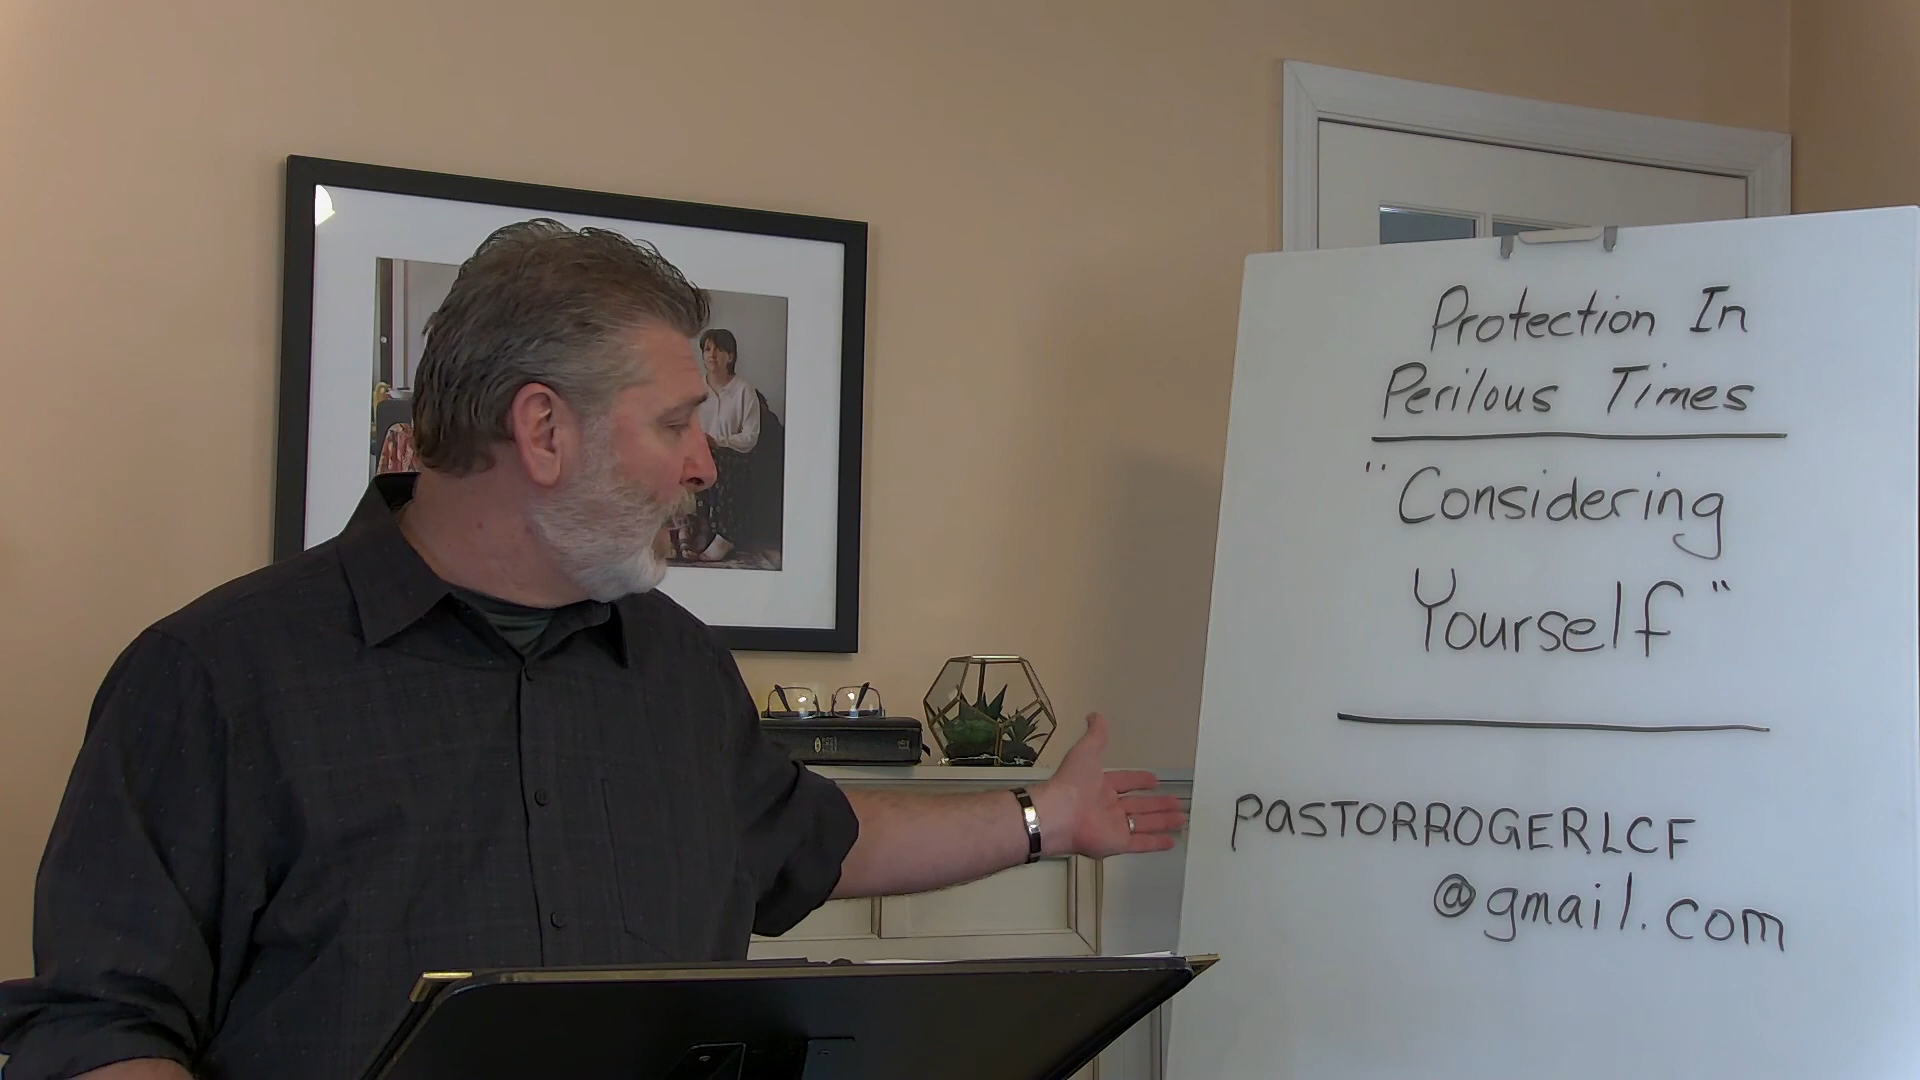 Protection In
Perilous Times
"Considering
Yourself"
PASTORROGERLCF
@gmail.com